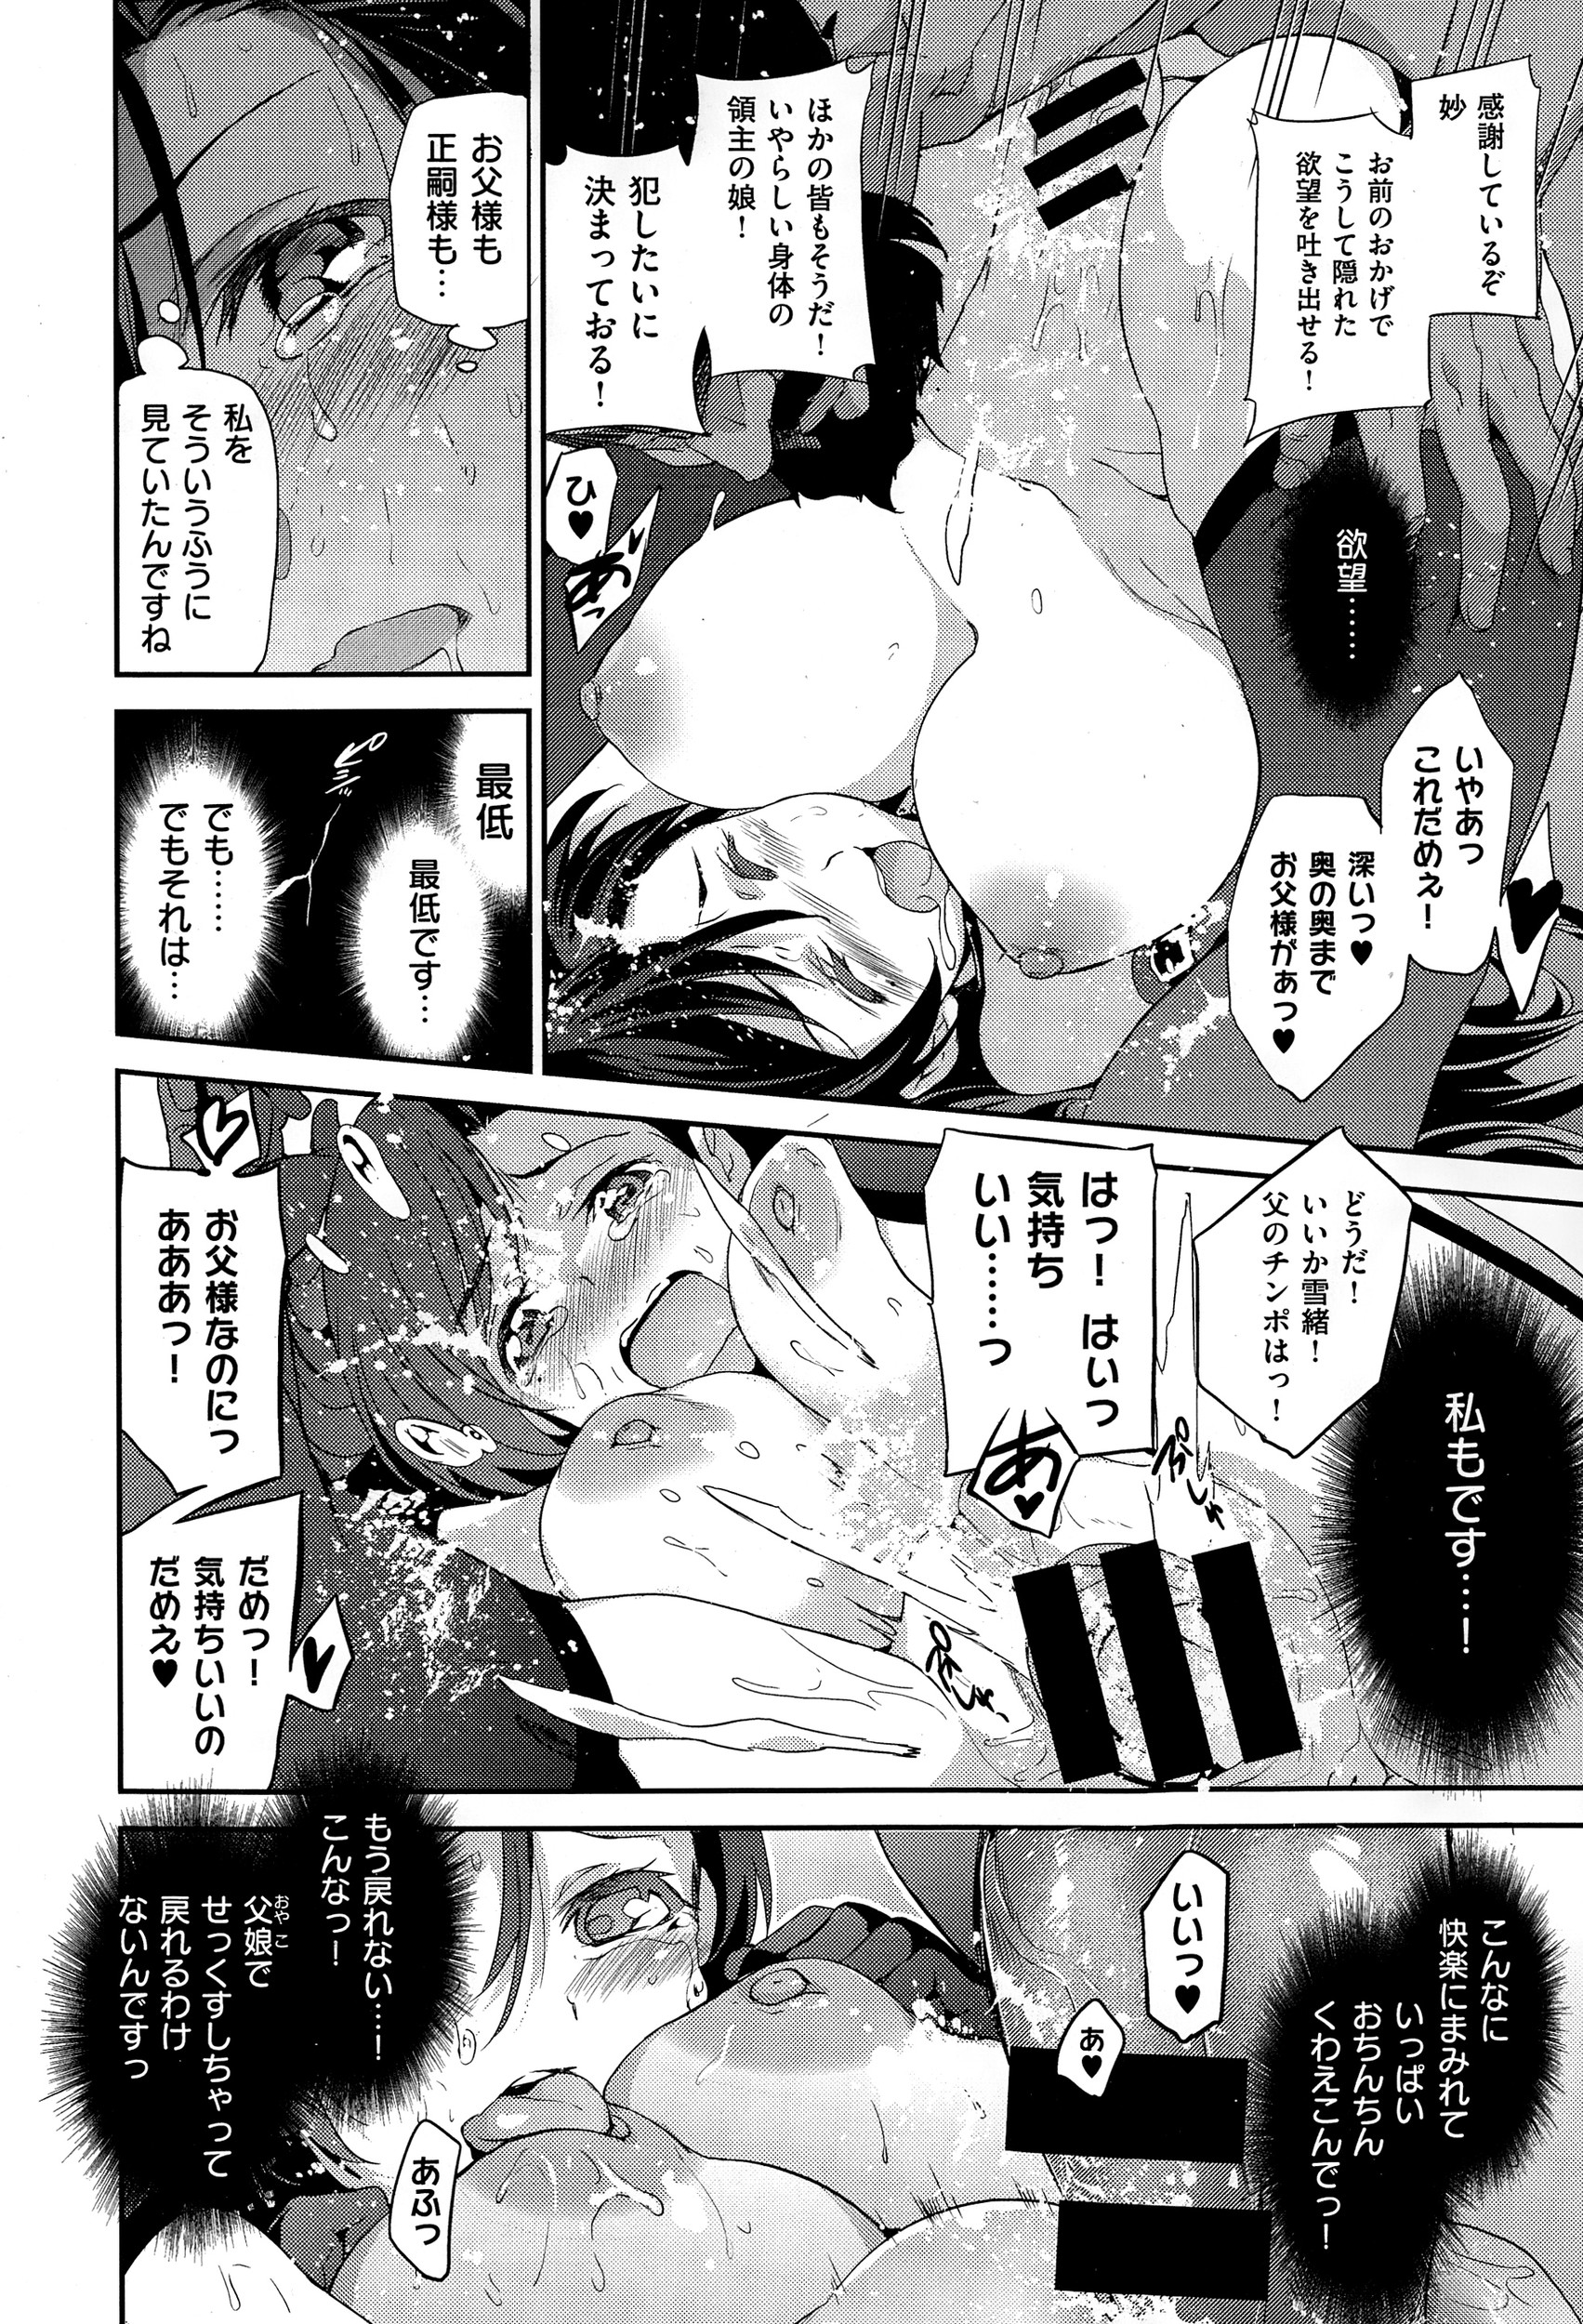 感謝しているぞ
妙
お前のおかげで
こうして隠れた
欲望を吐き出せる！
ほかの皆もそうだ！
いやらしい身体の
領主の娘！
犯したいに
決まっておる！
欲望……
ひ♥
あっ
いやあっ
これだめぇ！
深いっ♥
奥の奥まで
お父様がぁっ♥
お父様も
正嗣様も…
私を
そういうふうに
見ていたんですね
最低
最低です…
ピシ
でも……
でもそれは…
私もです…！
どうだ！
いいか雪緒！
父のチンポはっ！
はっ！はいっ
気持ち
いい……っ
あ♥
お父様なのにっ
あああっ！
だめっ！
気持ちいいの
だめえ♥
こんなに
快楽にまみれて
いっぱい
おちんちん
くわえこんでっ！
いいっ♥
あ♥
あふっ
もう戻れない…！
こんなっ！
父娘で
おやこ
せっくすしちゃって
戻れるわけ
ないんですっ